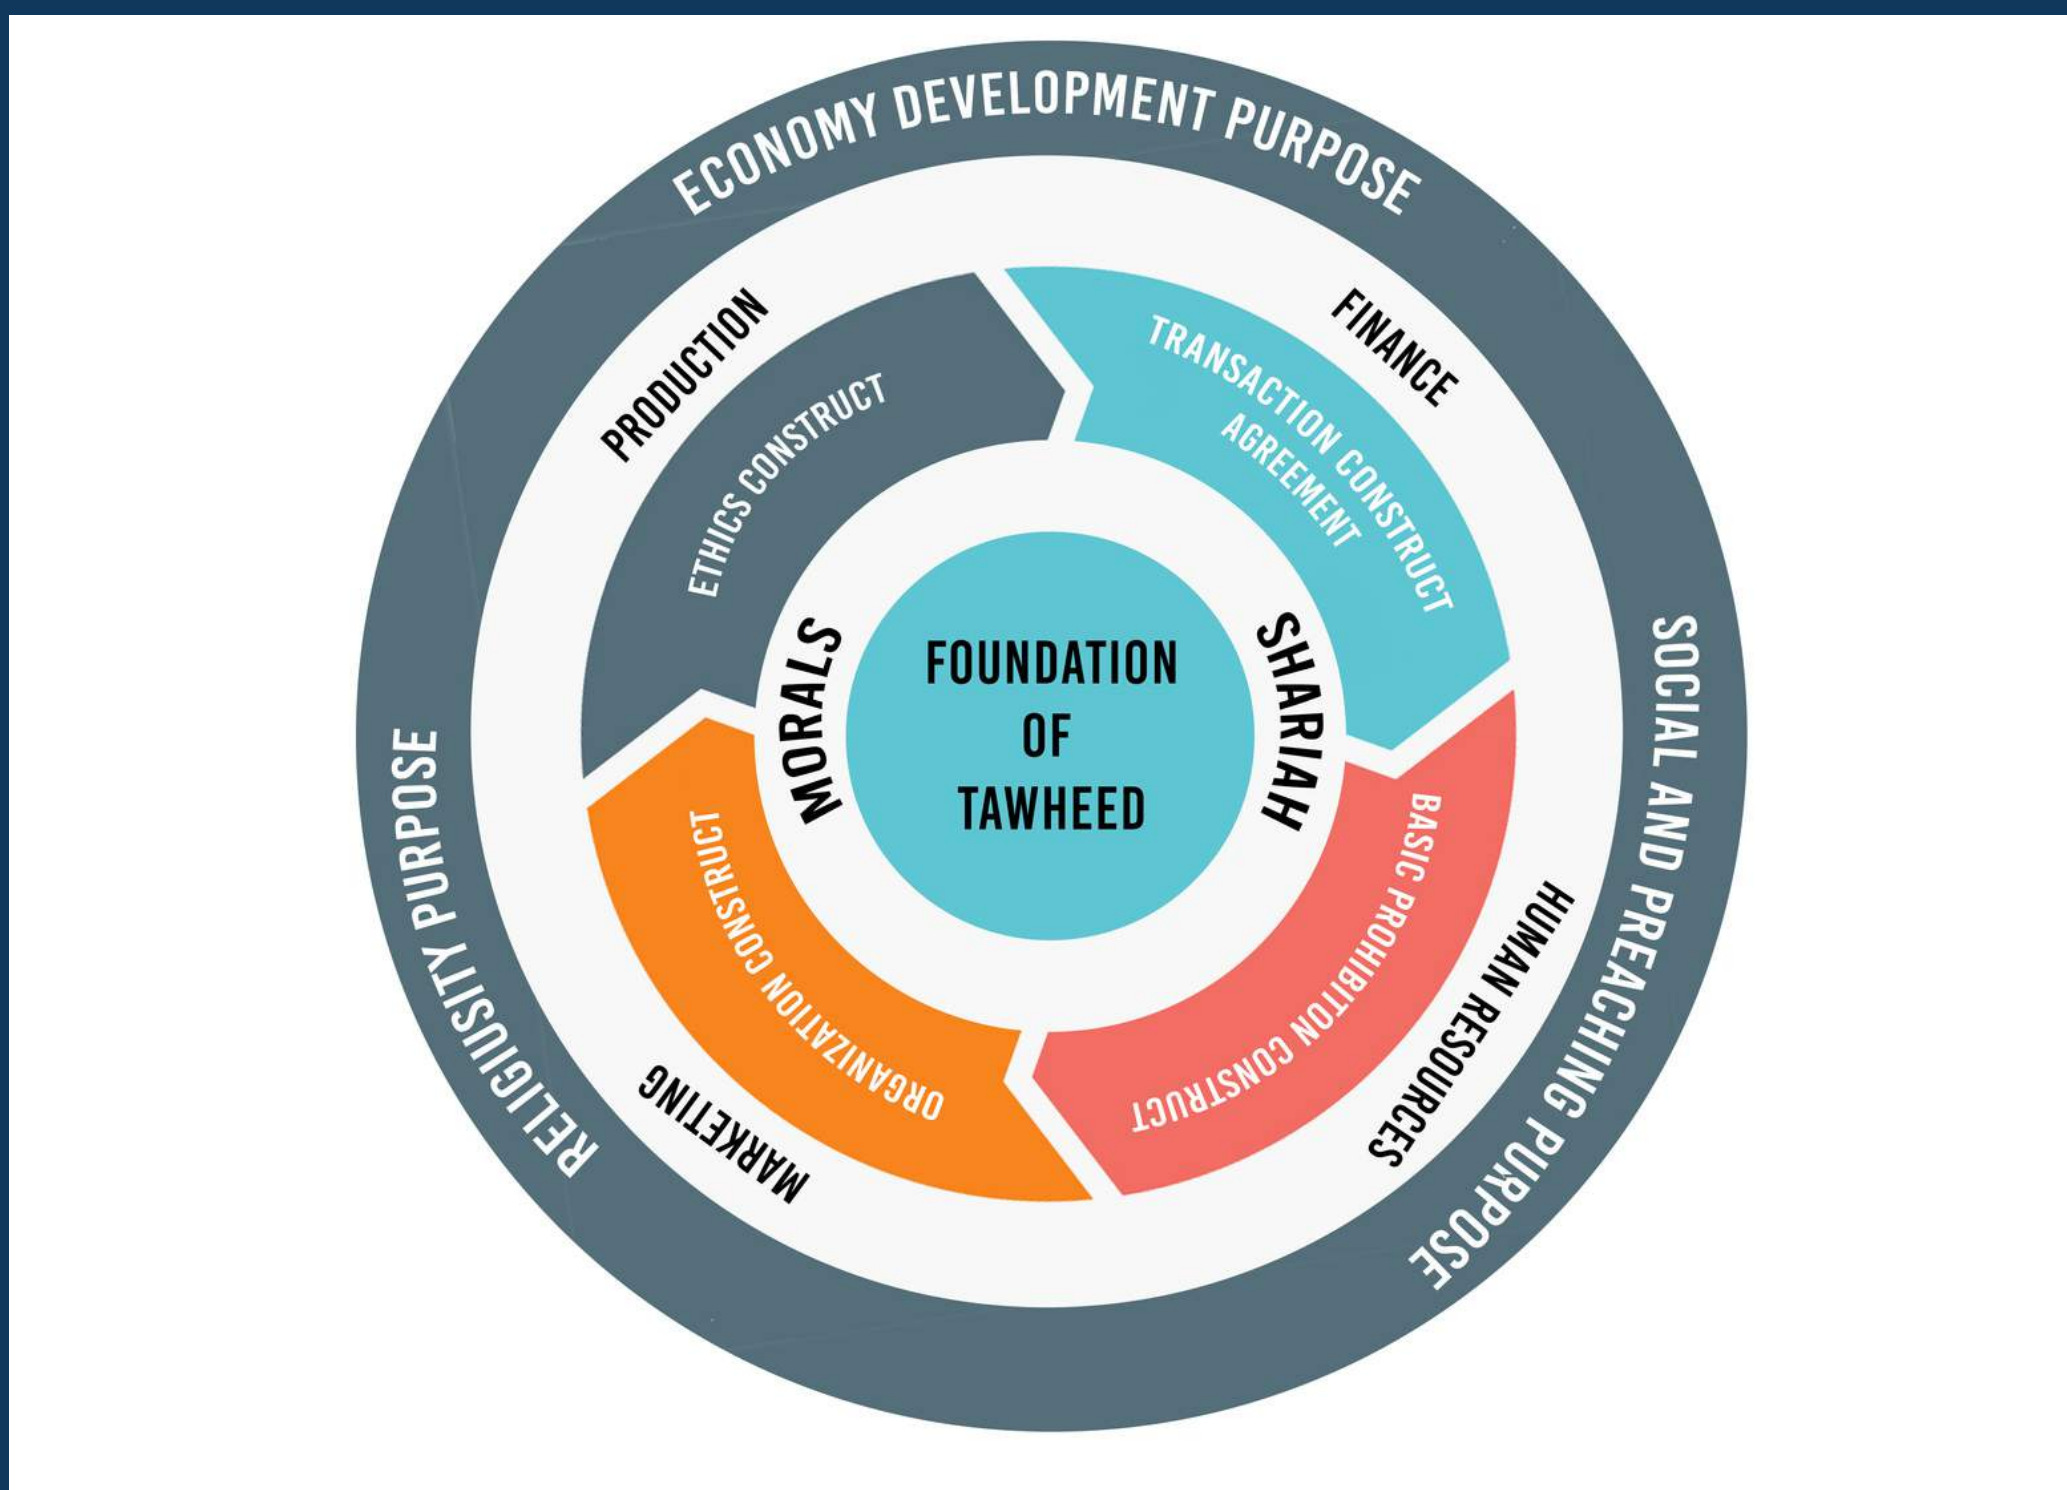 ECONOMY DEVELOPMENT PURPOSE
PRODUCTION
FINANCE
ETHICS CONSTRUCT
TRANSACTION CONSTRUCT
AGREEMENT
MORALS
FOUNDATION
OF
TAWHEED
SHARIAH
ORGANIZATION CONSTRUCT
BASIC PROHIBITON CONSTRUCT
MARKETING
HUMAN RESOURCES
RELIGIUSITY PURPOSE
SOCIAL AND PREACHING PURPOSE